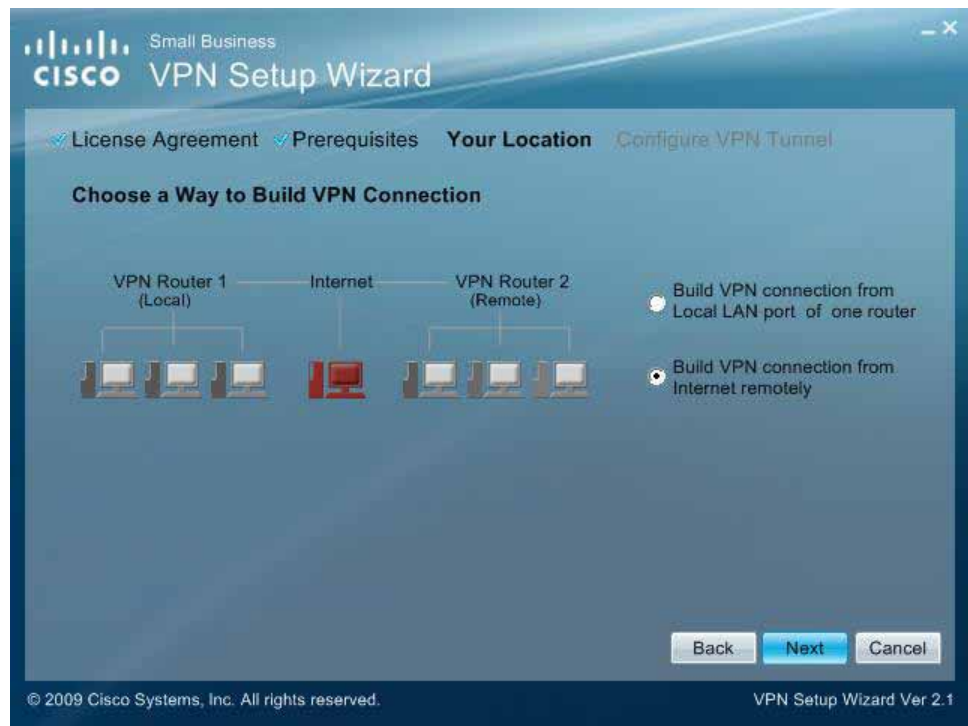 Small Business
CISCO VPN Setup Wizard
License Agreement Prerequisites Your Location Configure VPN Tunnel
Choose a Way to Build VPN Connection
VPN Router 1
(Local)
Internet
VPN Router 2
(Remote)
Build VPN connection from
Local LAN port of one router
Build VPN connection from
Internet remotely
Back Next Cancel
© 2009 Cisco Systems, Inc. All rights reserved.
VPN Setup Wizard Ver 2.1